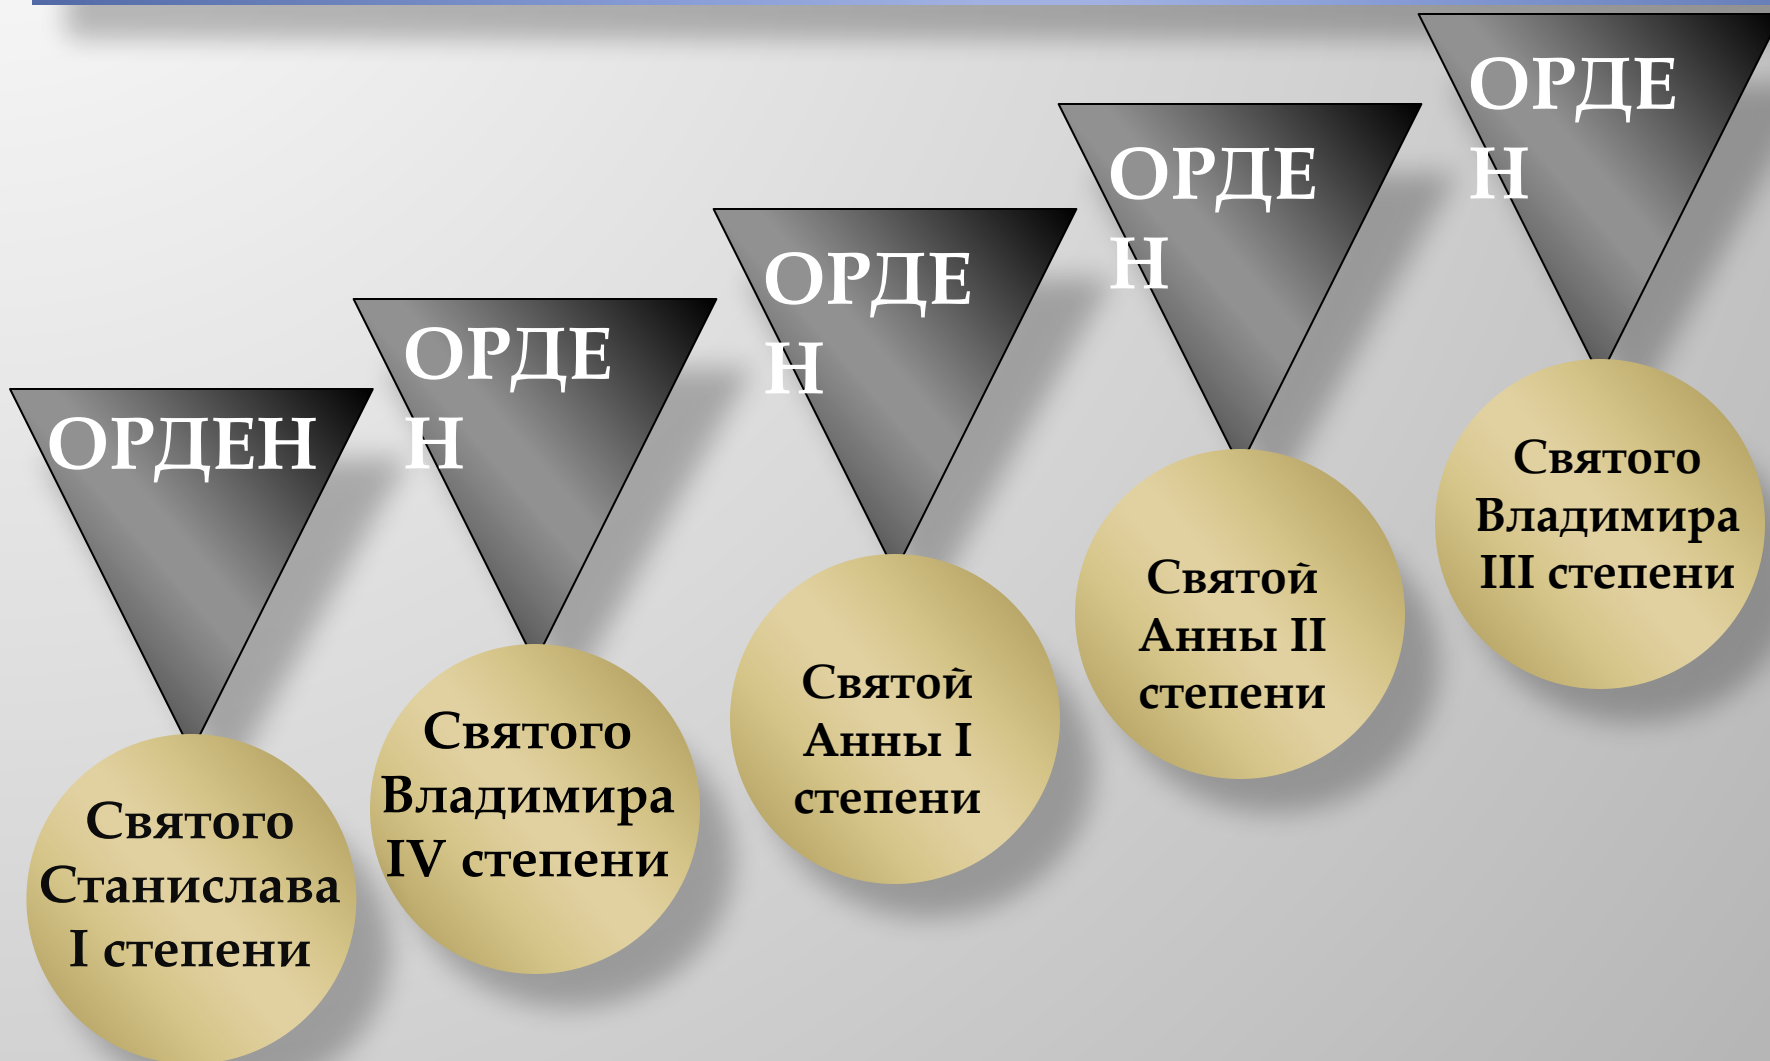 ОРДЕН
Святого
Станислава
I степени
ОРДЕ
Н
Святого
Владимира
IV степени
ОРДЕ
Н
Святой
Анны I
степени
ОРДЕ
Н
Святой
Анны II
степени
ОРДЕ
Н
Святого
Владимира
III степени